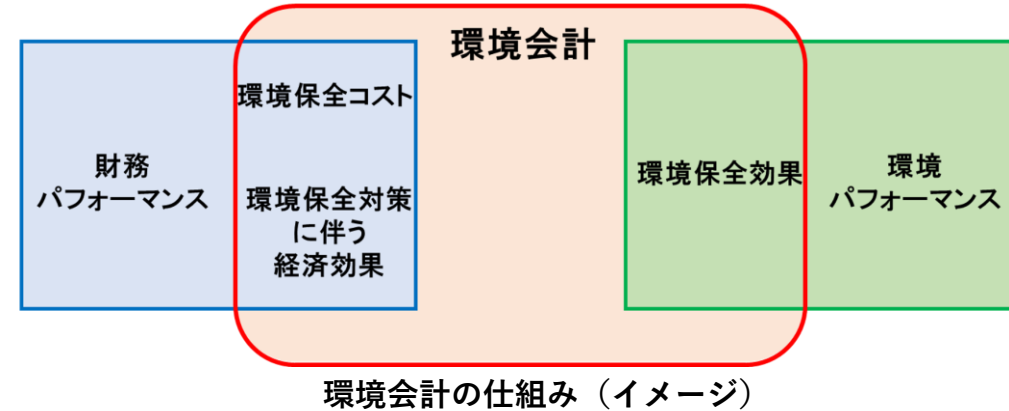 環境会計
環境保全コスト
財務
パフォーマンス
環境保全対策
に伴う
経済効果
環境保全効果
環境
パフォーマンス
環境会計の仕組み（イメージ）